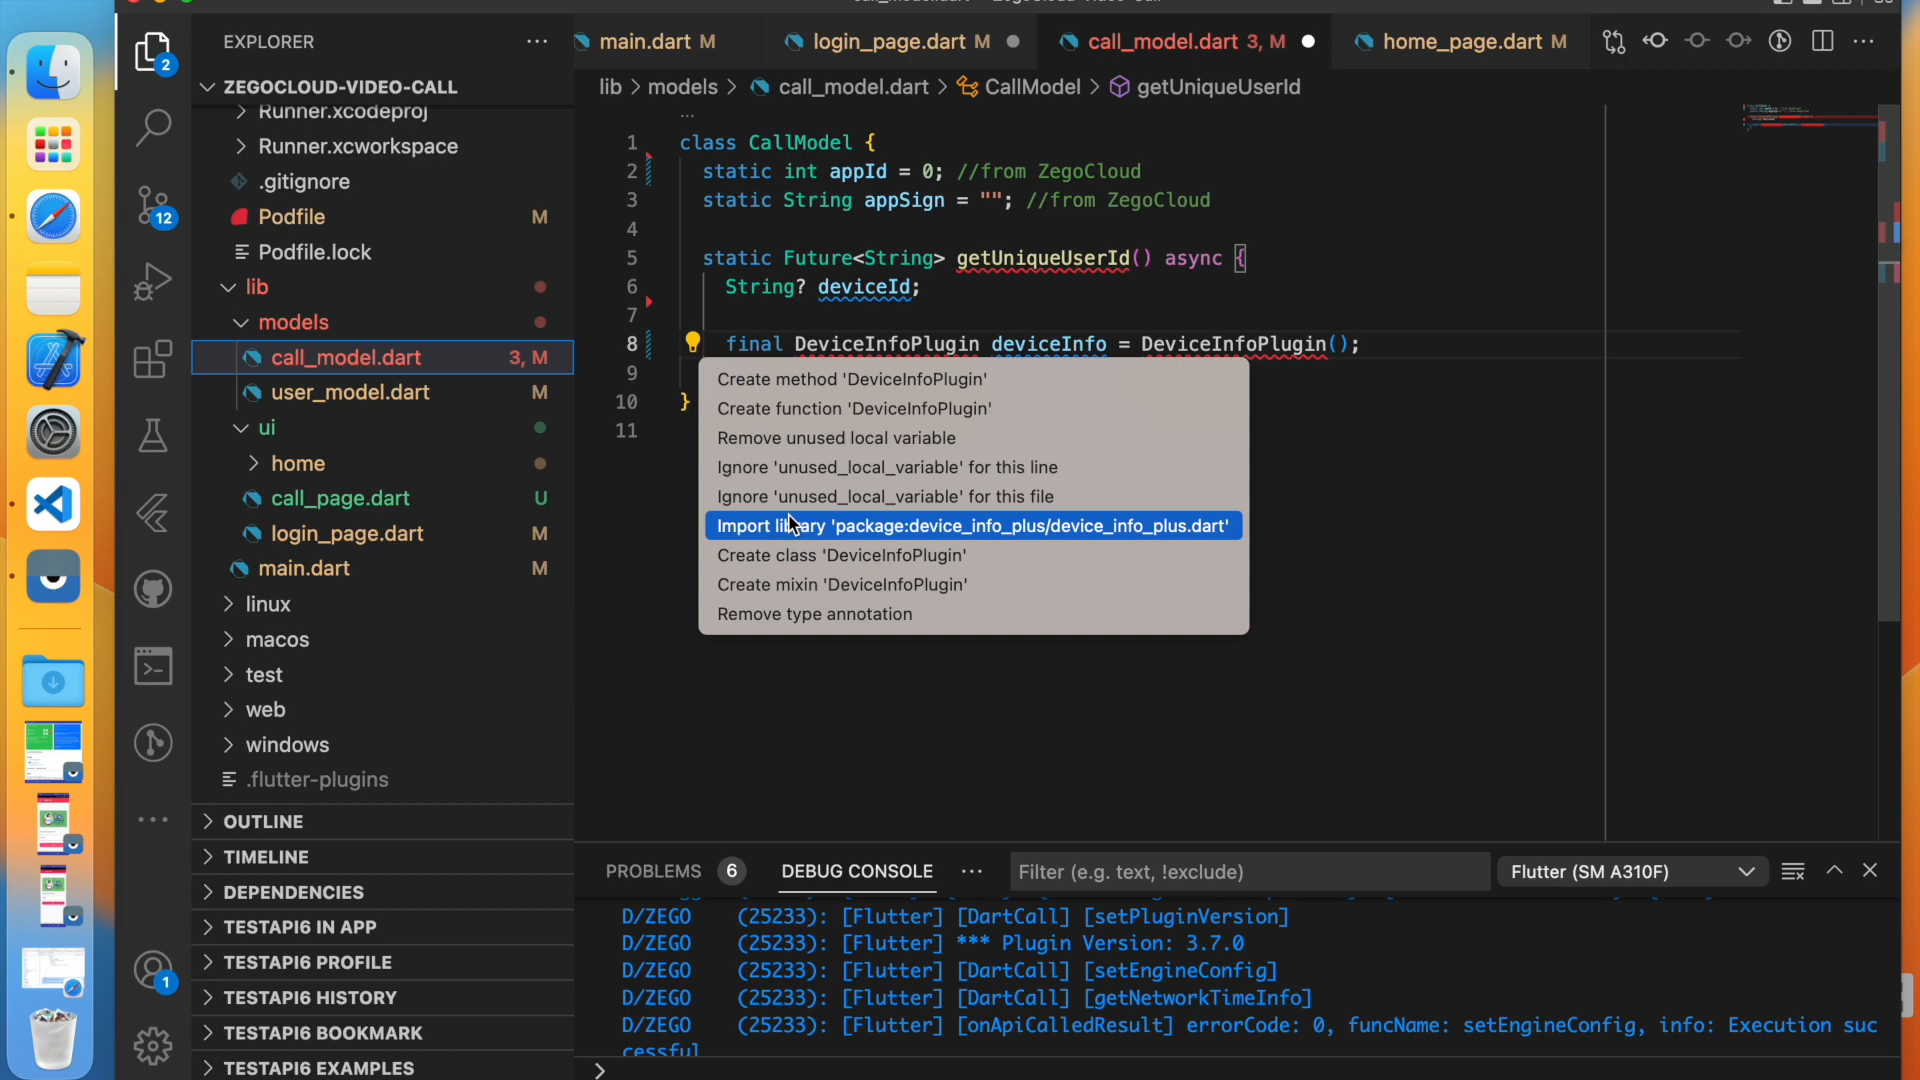 EXPLORER
ZEGOCLOUD-VIDEO-CALL
Runner.xcodeproj
Runner.xcworkspace
.gitignore
Podfile M
Podfile.lock
lib
models
call_model.dart 3, M
user_model.dart M
ui
home
call_page.dart U
login_page.dart M
main.dart M
linux
macos
test
web
windows
.flutter-plugins
OUTLINE
TIMELINE
DEPENDENCIES
TESTAPI6 IN APP
TESTAPI6 PROFILE
TESTAPI6 HISTORY
TESTAPI6 BOOKMARK
TESTAPI6 EXAMPLES
2
12
1
main.dart M
login_page.dart M
call_model.dart 3, M
home_page.dart M
lib > models > call_model.dart > CallModel > getUniqueUserId
1 class CallModel {
2 static int appId = 0; //from ZegoCloud
3 static String appSign = ""; //from ZegoCloud
4
5 static Future<String> getUniqueUserId() async {
6 String? deviceId;
7
8 final DeviceInfoPlugin deviceInfo = DeviceInfoPlugin();
9
10 }
11
Create method 'DeviceInfoPlugin'
Create function 'DeviceInfoPlugin'
Remove unused local variable
Ignore 'unused_local_variable' for this line
Ignore 'unused_local_variable' for this file
Import library 'package:device_info_plus/device_info_plus.dart'
Create class 'DeviceInfoPlugin'
Create mixin 'DeviceInfoPlugin'
Remove type annotation
PROBLEMS 6 DEBUG CONSOLE Filter (e.g. text, !exclude) Flutter (SM A310F)
D/ZEGO (25233): [Flutter] [DartCall] [setPluginVersion]
D/ZEGO (25233): [Flutter] *** Plugin Version: 3.7.0
D/ZEGO (25233): [Flutter] [DartCall] [setEngineConfig]
D/ZEGO (25233): [Flutter] [DartCall] [getNetworkTimeInfo]
D/ZEGO (25233): [Flutter] [onApiCalledResult] errorCode: 0, funcName: setEngineConfig, info: Execution suc
cessful